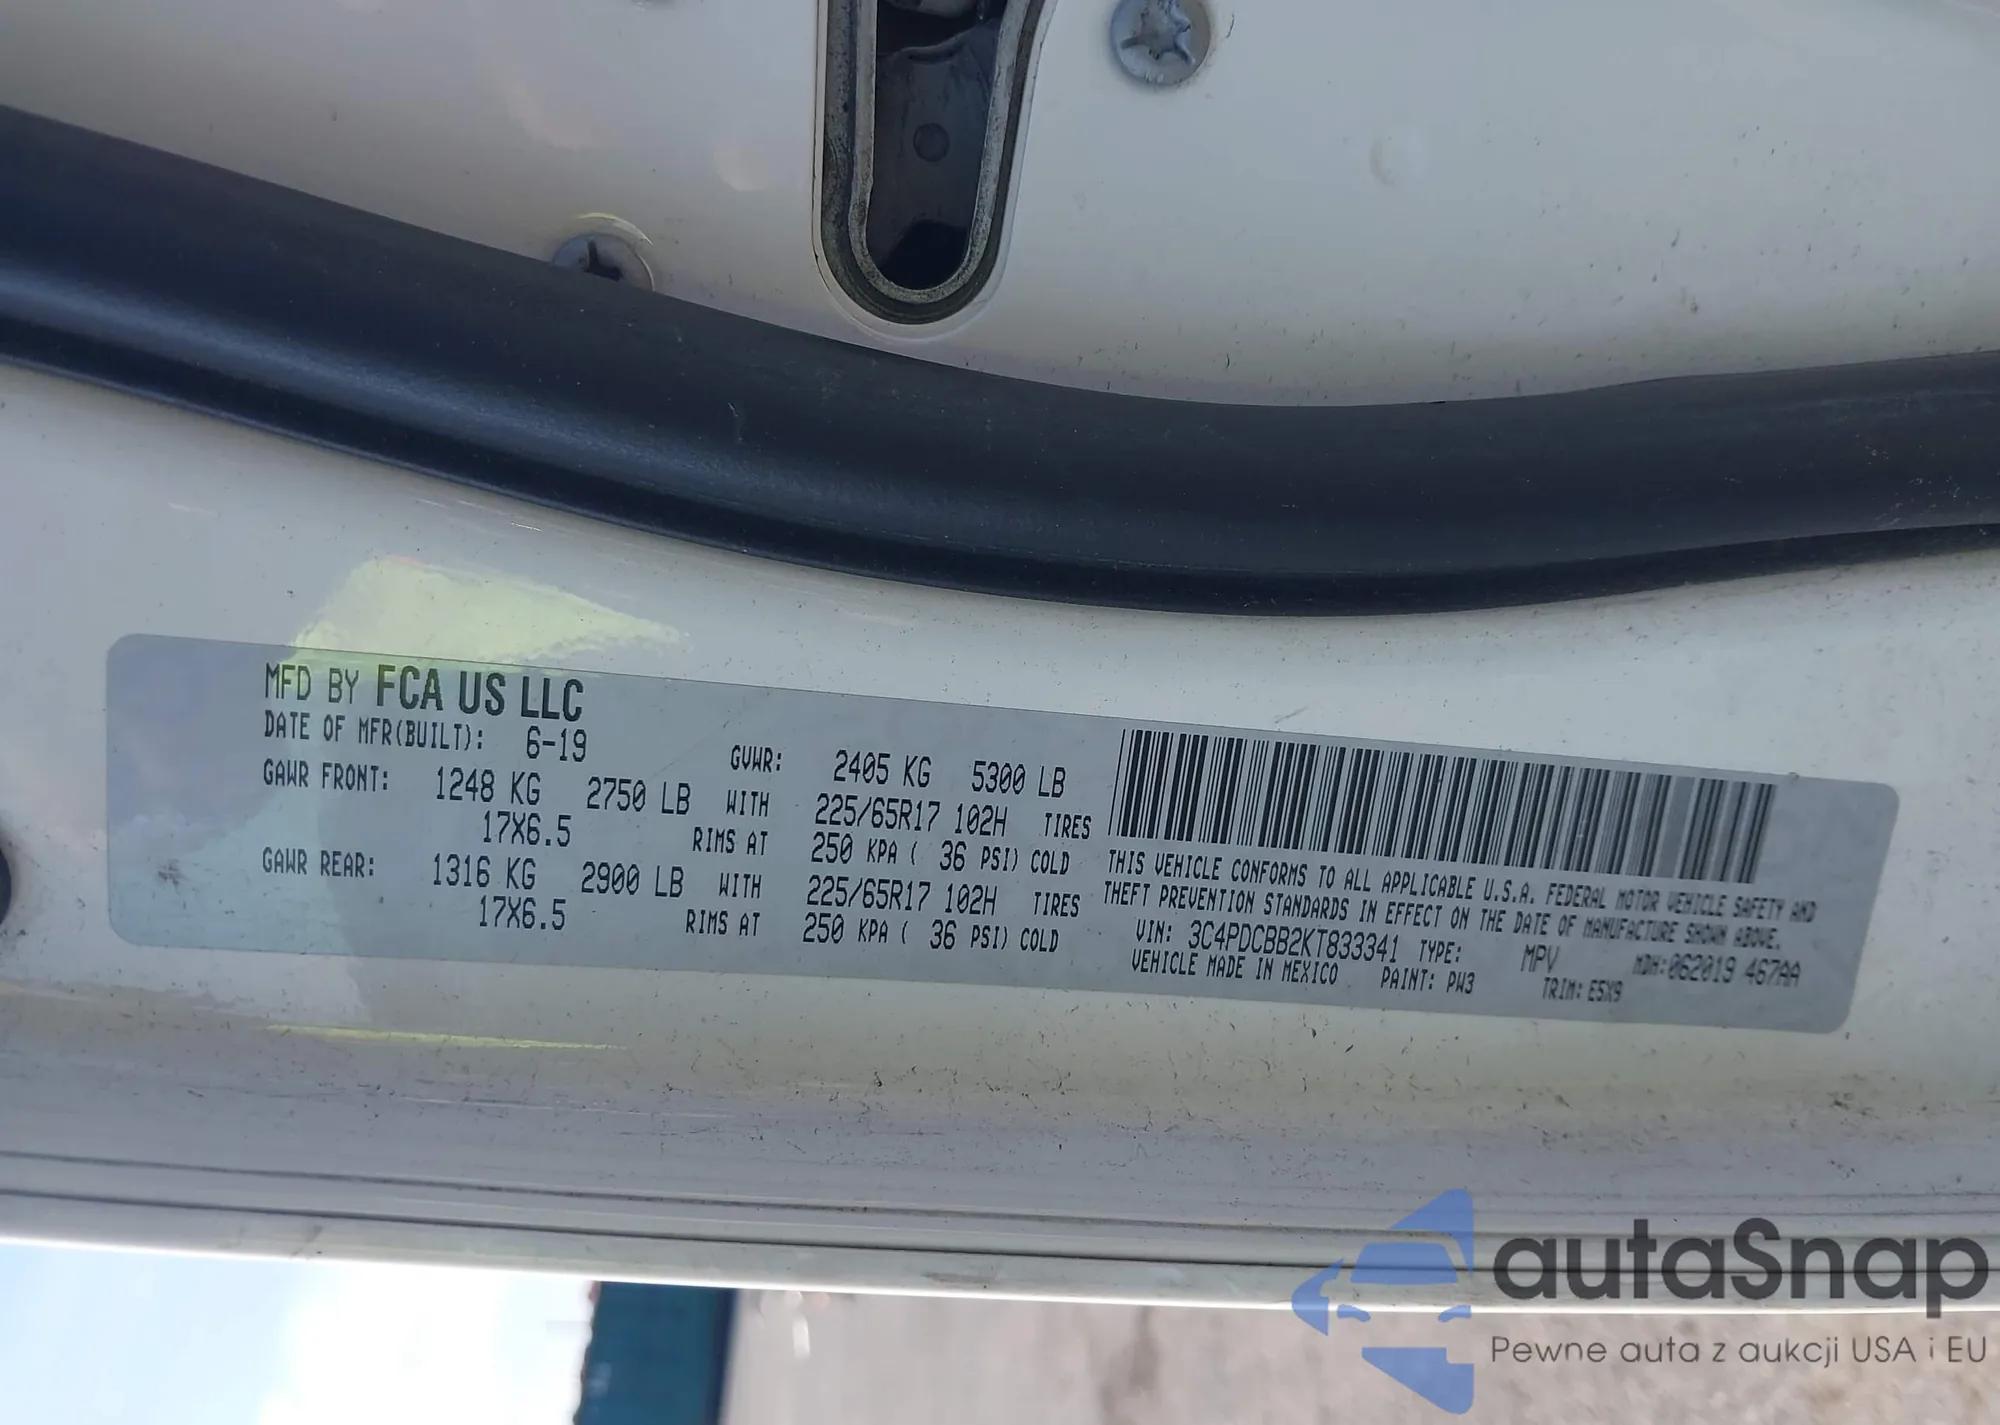 MFD BY FCA US LLC
DATE OF MFR(BUILT): 6-19 GVWR: 2405 KG 5300 LB
GAWR FRONT: 1248 KG 2750 LB WITH 225/65R17 102H TIRES
17X6.5 RIMS AT 250 KPA ( 36 PSI) COLD
GAWR REAR: 1316 KG 2900 LB WITH 225/65R17 102H TIRES
17X6.5 RIMS AT 250 KPA ( 36 PSI) COLD
THIS VEHICLE CONFORMS TO ALL APPLICABLE U.S.A. FEDERAL MOTOR VEHICLE SAFETY AND
THEFT PREVENTION STANDARDS IN EFFECT ON THE DATE OF MANUFACTURE SHOWN ABOVE.
VIN: 3C4PDCBB2KT833341 TYPE: MPV MDH:062019 467AA
VEHICLE MADE IN MEXICO PAINT: PW3 TRIM: E5X9
autaSnap
Pewne auta z aukcji USA i EU